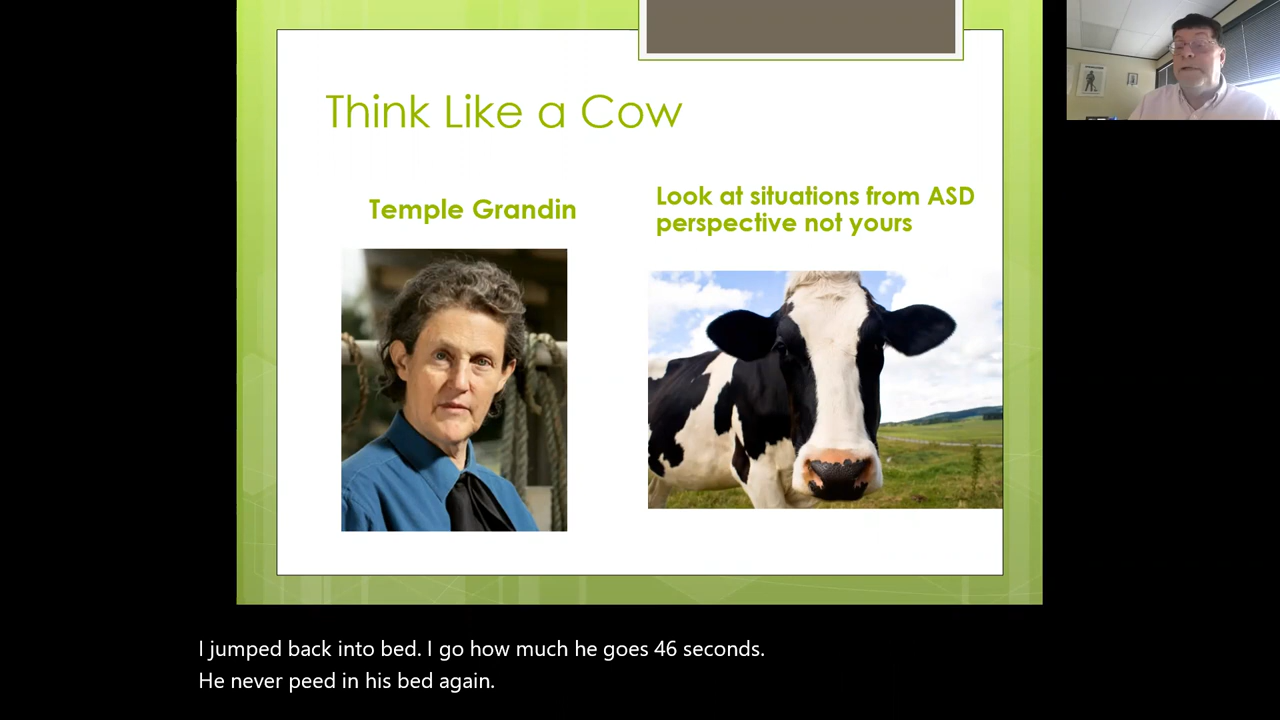 Think Like a Cow
Temple Grandin
Look at situations from ASD
perspective not yours
I jumped back into bed. I go how much he goes 46 seconds.
He never peed in his bed again.